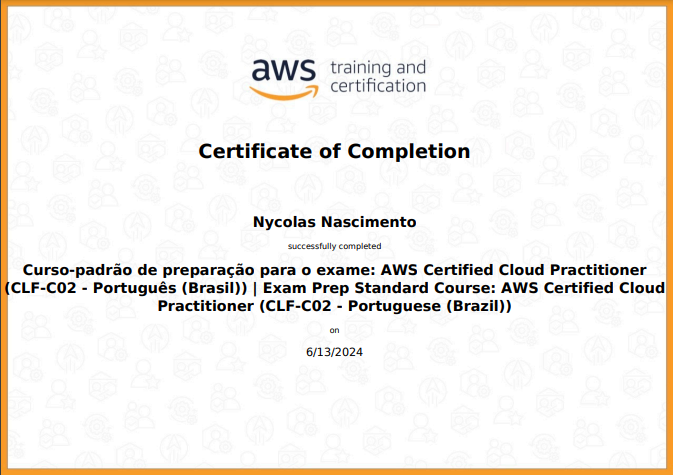 aws training and
certification
Certificate of Completion
Nycolas Nascimento
successfully completed
Curso-padrão de preparação para o exame: AWS Certified Cloud Practitioner
(CLF-C02 - Português (Brasil)) | Exam Prep Standard Course: AWS Certified Cloud
Practitioner (CLF-C02 - Portuguese (Brazil))
on
6/13/2024